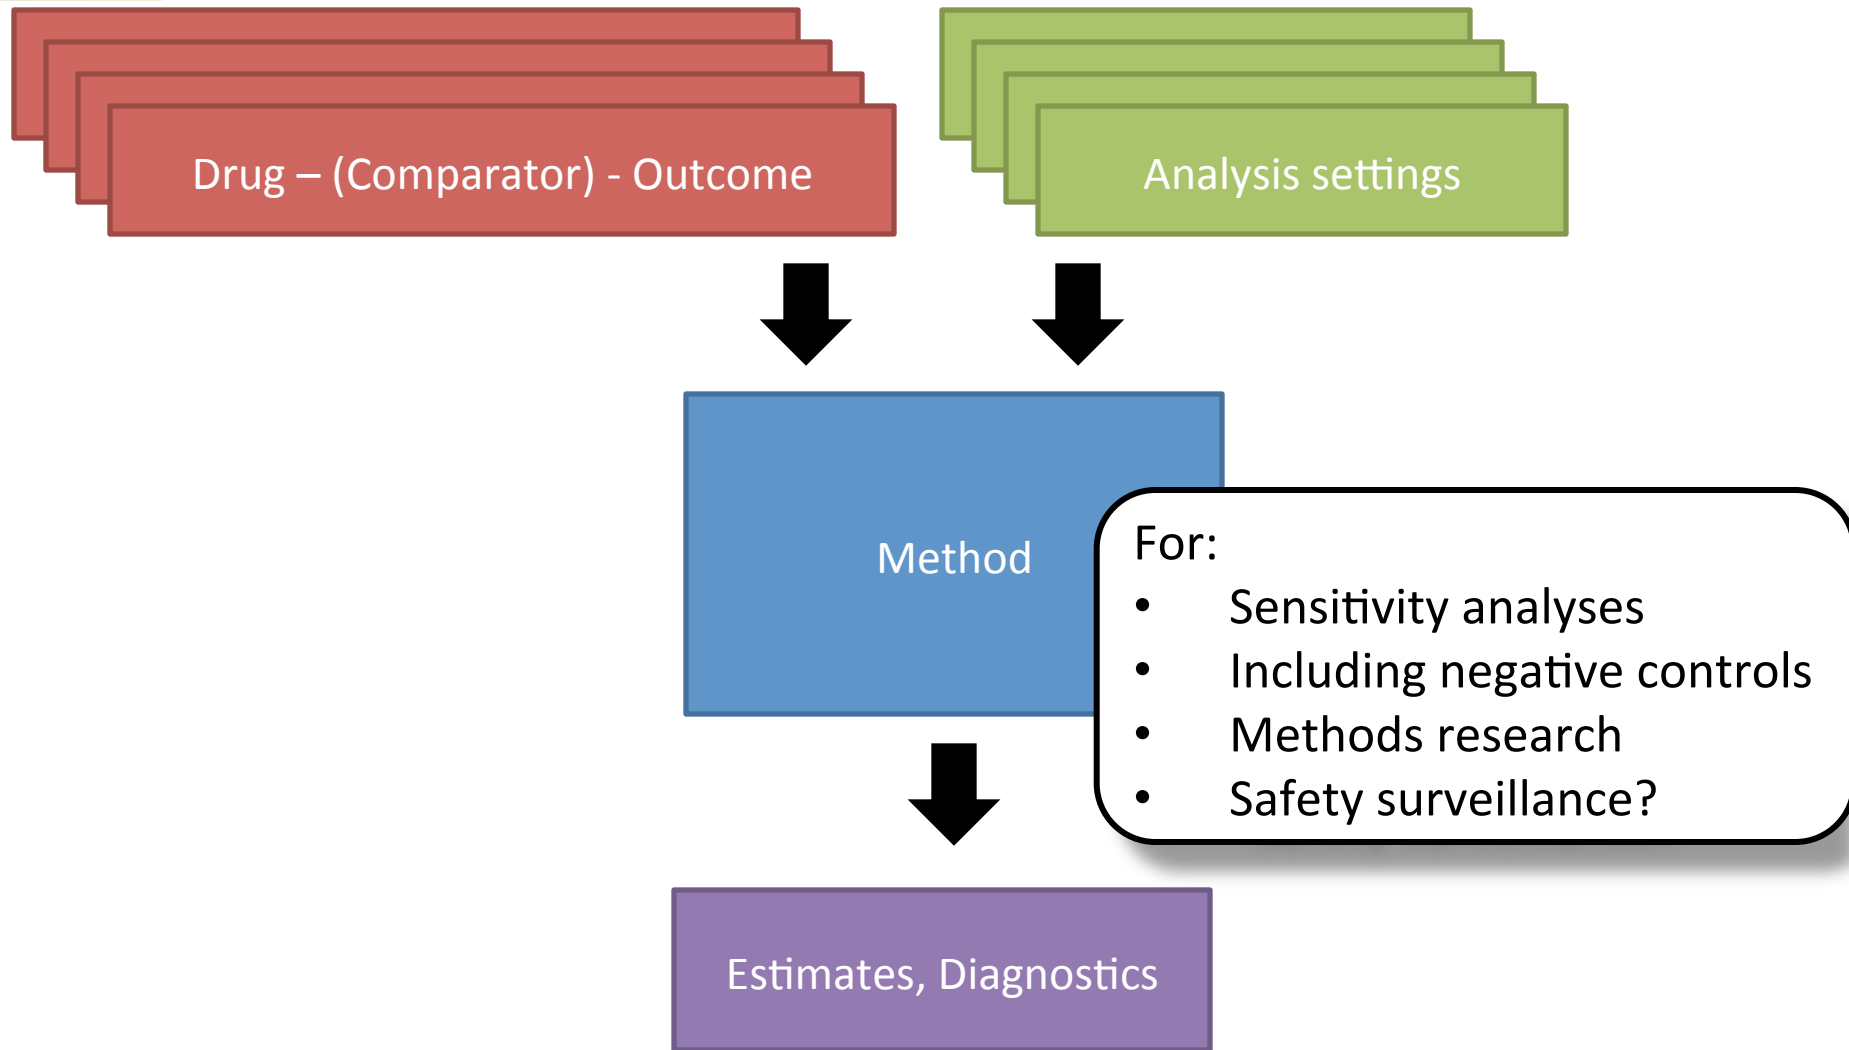 Drug – (Comparator) - Outcome
Analysis settings
Method
For:
• Sensitivity analyses
• Including negative controls
• Methods research
• Safety surveillance?
Estimates, Diagnostics